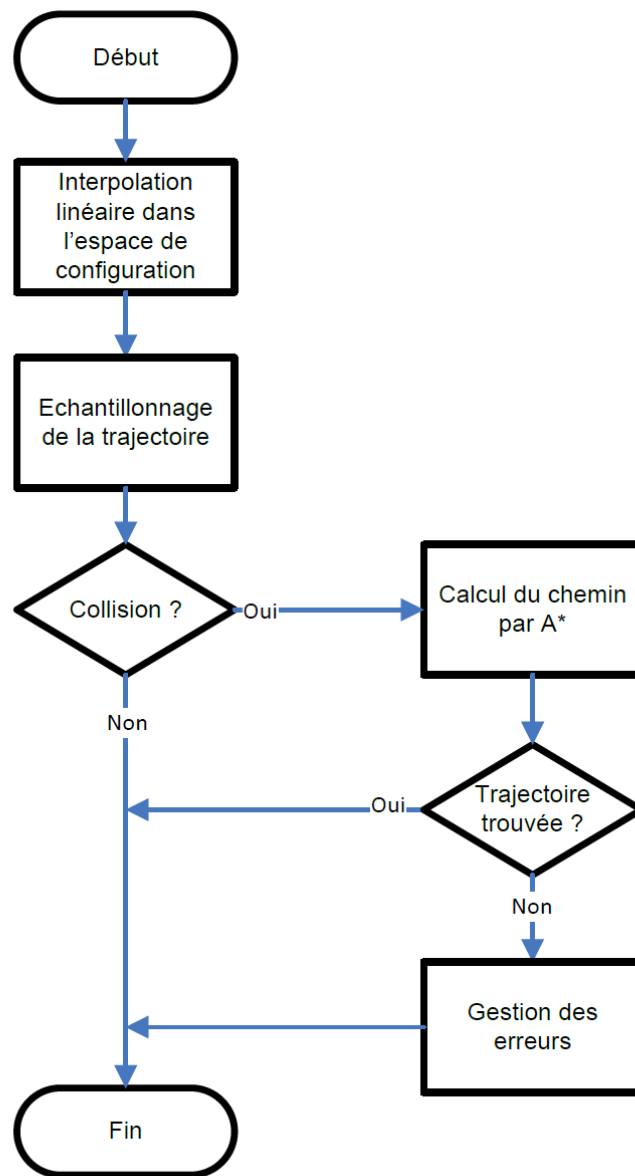 Début
Interpolation
linéaire dans
l'espace de
configuration
Echantillonnage
de la trajectoire
Collision ?
Oui
Calcul du chemin
par A*
Non
Oui
Trajectoire
trouvée ?
Non
Gestion des
erreurs
Fin